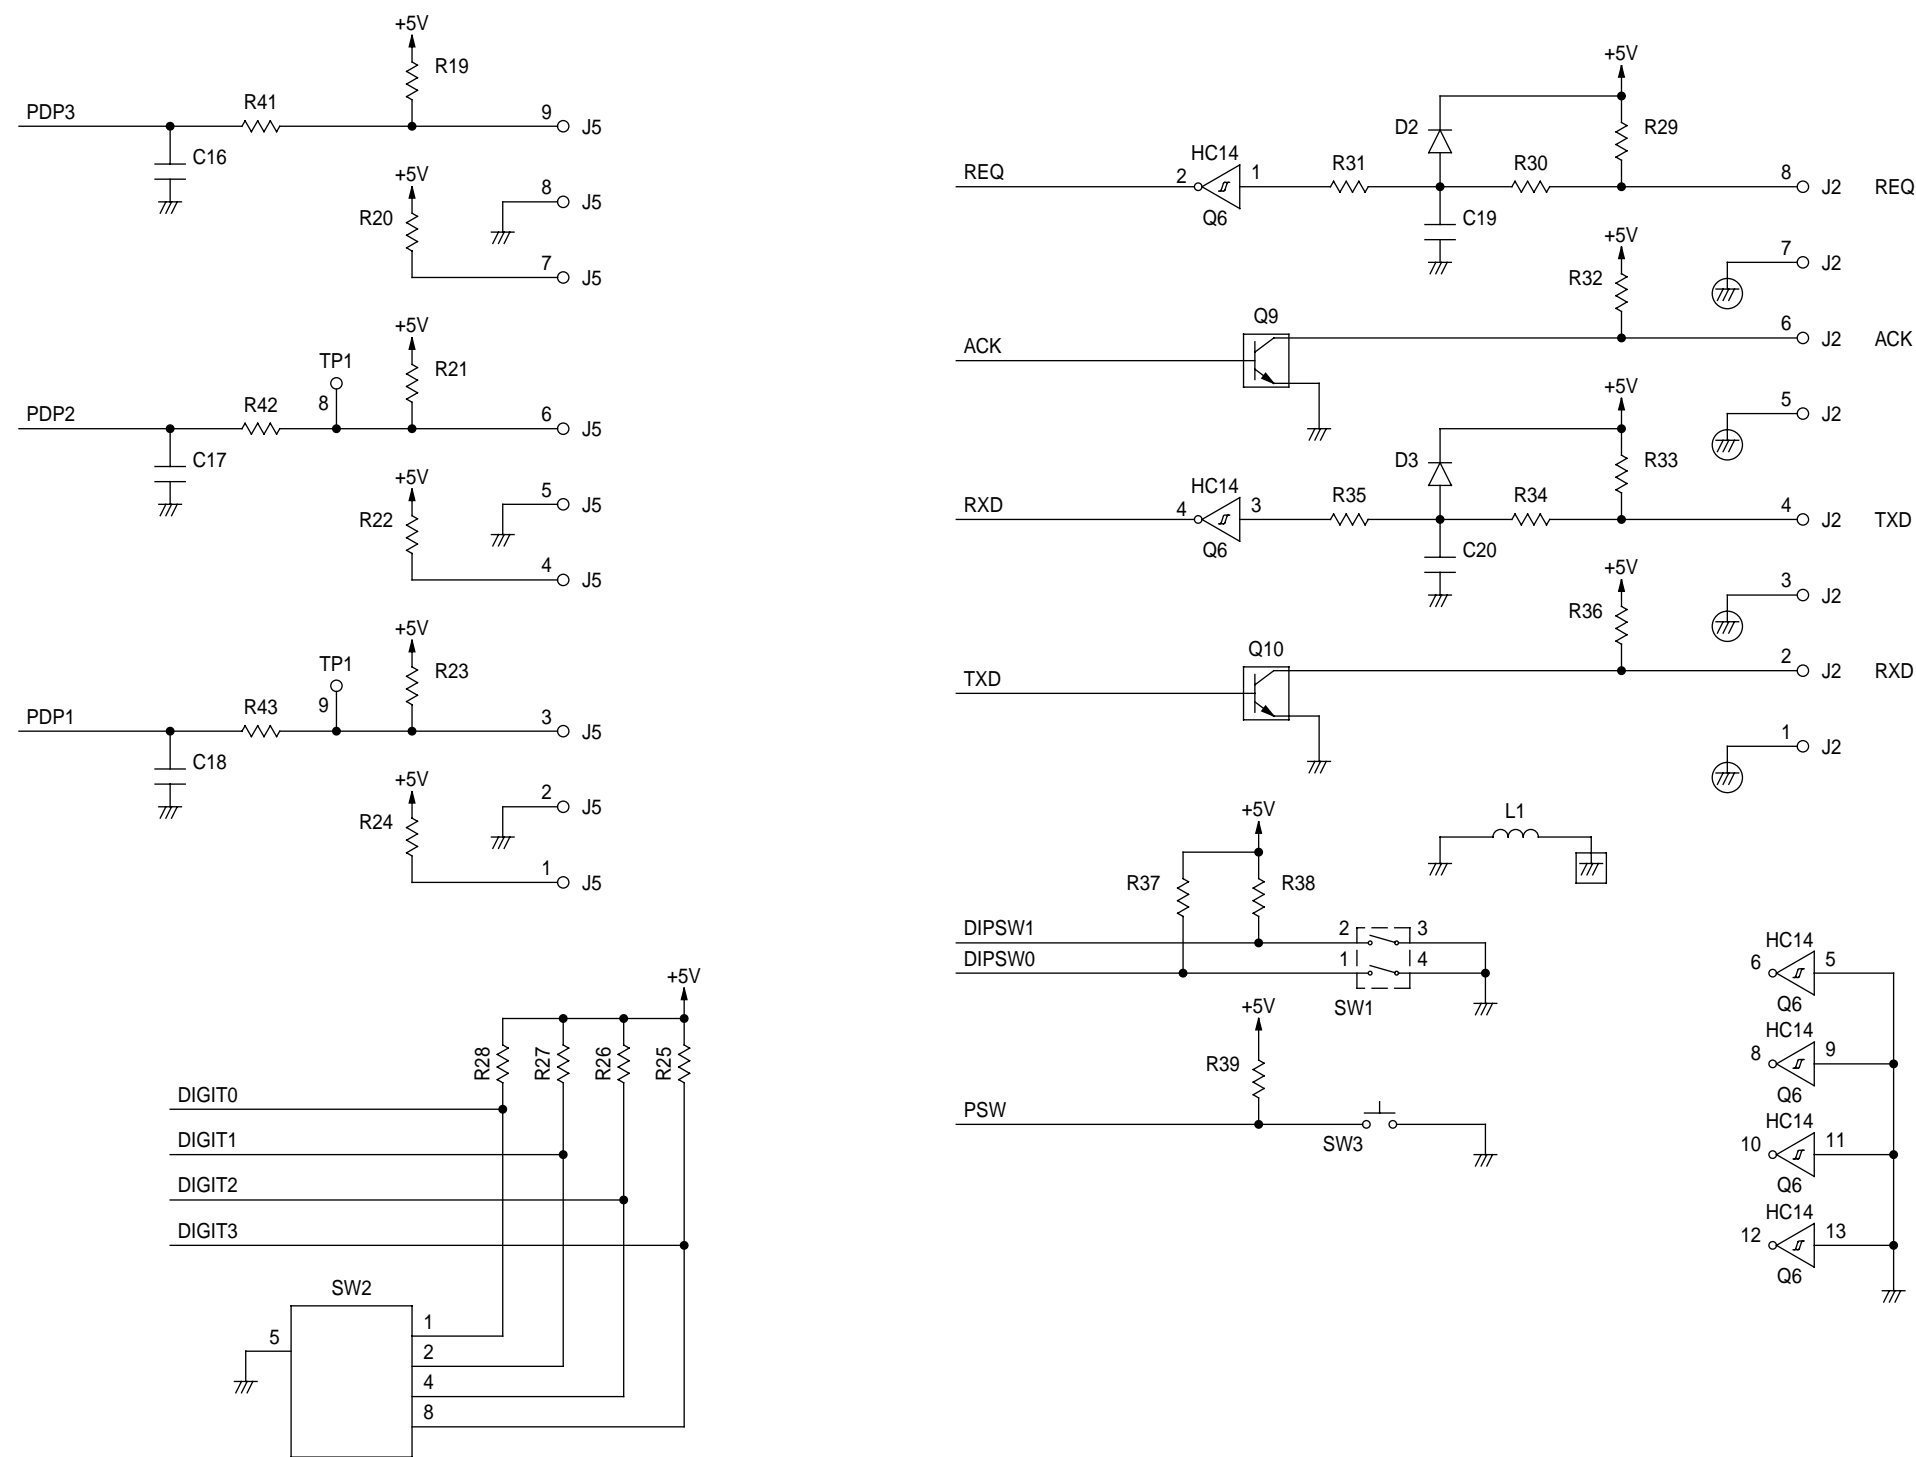 +5V
R19
PDP3
R41
9
J5
C16
+5V
8
J5
R20
7
J5
+5V
TP1
R21
8
PDP2
R42
6
J5
C17
+5V
5
J5
R22
4
J5
+5V
TP1
R23
9
PDP1
R43
3
J5
C18
+5V
2
J5
R24
1
J5
+5V
R28
R27
R26
R25
DIGIT0
DIGIT1
DIGIT2
DIGIT3
SW2
5
1
2
4
8
+5V
D2
R29
HC14
REQ
2
1
R31
R30
8
J2
REQ
Q6
C19
+5V
7
J2
R32
Q9
6
J2
ACK
ACK
+5V
5
J2
D3
R33
HC14
RXD
4
3
R35
R34
4
J2
TXD
Q6
C20
+5V
3
J2
R36
Q10
2
J2
RXD
TXD
1
J2
+5V
L1
R37
R38
DIPSW1
2
3
DIPSW0
1
4
SW1
+5V
R39
PSW
SW3
HC14
6
5
Q6
HC14
8
9
Q6
HC14
10
11
Q6
HC14
12
13
Q6